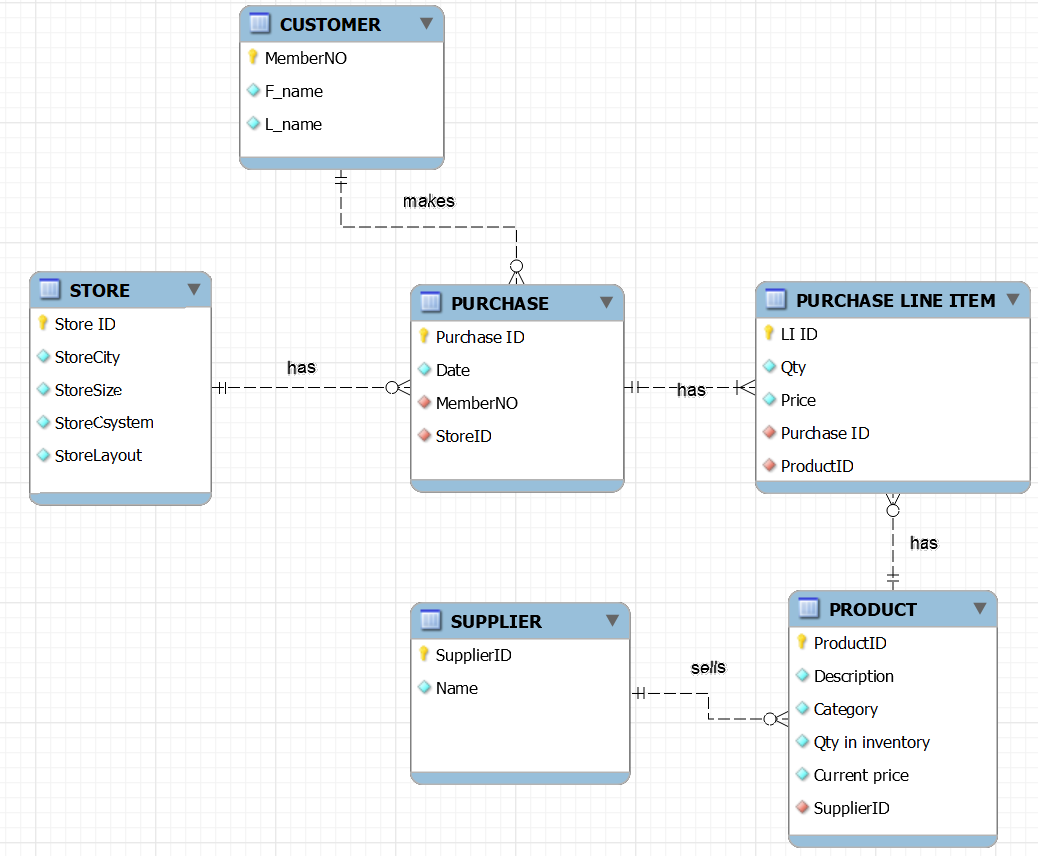 CUSTOMER
MemberNO
F_name
L_name
makes
STORE
Store ID
StoreCity
StoreSize
StoreCsystem
StoreLayout
has
PURCHASE
Purchase ID
Date
MemberNO
StoreID
has
PURCHASE LINE ITEM
LI ID
Qty
Price
Purchase ID
ProductID
has
SUPPLIER
SupplierID
Name
sells
PRODUCT
ProductID
Description
Category
Qty in inventory
Current price
SupplierID